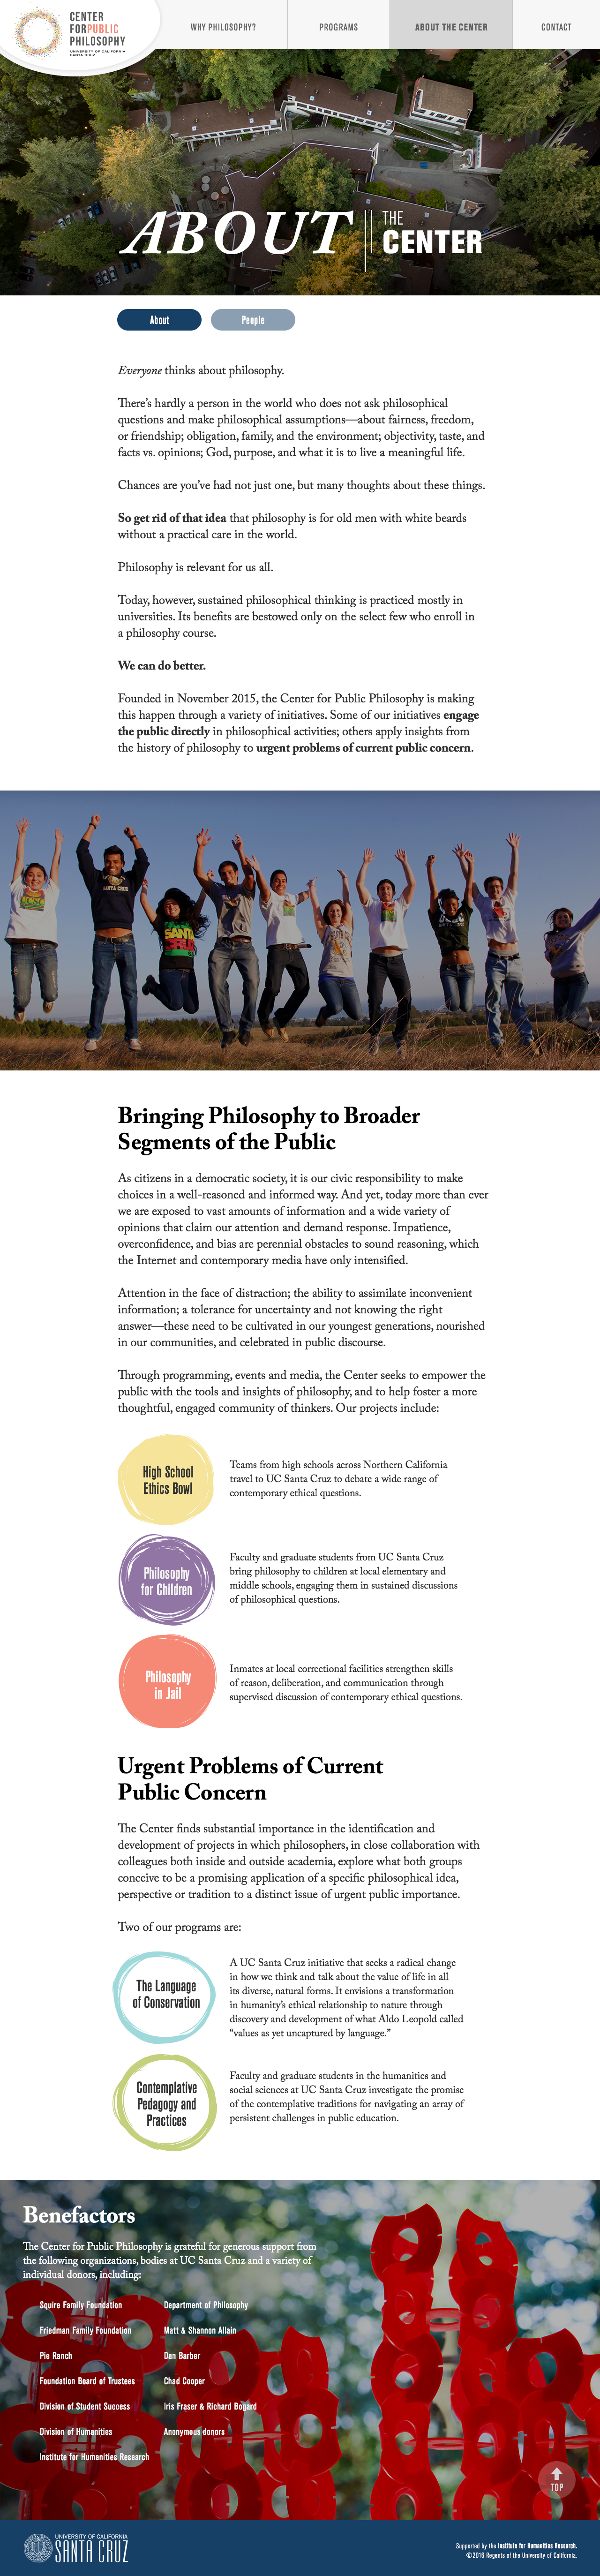 CENTER
FORPUBLIC
PHILOSOPHY
UNIVERSITY OF CALIFORNIA
SANTA CRUZ
WHY PHILOSOPHY?
PROGRAMS
ABOUT THE CENTER
CONTACT
ABOUT THE CENTER
About
People
Everyone thinks about philosophy.
There's hardly a person in the world who does not ask philosophical
questions and make philosophical assumptions—about fairness, freedom,
or friendship; obligation, family, and the environment; objectivity, taste, and
facts vs. opinions; God, purpose, and what it is to live a meaningful life.
Chances are you've had not just one, but many thoughts about these things.
So get rid of that idea that philosophy is for old men with white beards
without a practical care in the world.
Philosophy is relevant for us all.
Today, however, sustained philosophical thinking is practiced mostly in
universities. Its benefits are bestowed only on the select few who enroll in
a philosophy course.
We can do better.
Founded in November 2015, the Center for Public Philosophy is making
this happen through a variety of initiatives. Some of our initiatives engage
the public directly in philosophical activities; others apply insights from
the history of philosophy to urgent problems of current public concern.
SANTA CRUZ
SANTA
CRUZ
Bringing Philosophy to Broader
Segments of the Public
As citizens in a democratic society, it is our civic responsibility to make
choices in a well-reasoned and informed way. And yet, today more than ever
we are exposed to vast amounts of information and a wide variety of
opinions that claim our attention and demand response. Impatience,
overconfidence, and bias are perennial obstacles to sound reasoning, which
the Internet and contemporary media have only intensified.
Attention in the face of distraction; the ability to assimilate inconvenient
information; a tolerance for uncertainty and not knowing the right
answer—these need to be cultivated in our youngest generations, nourished
in our communities, and celebrated in public discourse.
Through programming, events and media, the Center seeks to empower the
public with the tools and insights of philosophy, and to help foster a more
thoughtful, engaged community of thinkers. Our projects include:
High School
Ethics Bowl
Teams from high schools across Northern California
travel to UC Santa Cruz to debate a wide range of
contemporary ethical questions.
Philosophy
for Children
Faculty and graduate students from UC Santa Cruz
bring philosophy to children at local elementary and
middle schools, engaging them in sustained discussions
of philosophical questions.
Philosophy
in Jail
Inmates at local correctional facilities strengthen skills
of reason, deliberation, and communication through
supervised discussion of contemporary ethical questions.
Urgent Problems of Current
Public Concern
The Center finds substantial importance in the identification and
development of projects in which philosophers, in close collaboration with
colleagues both inside and outside academia, explore what both groups
conceive to be a promising application of a specific philosophical idea,
perspective or tradition to a distinct issue of urgent public importance.
Two of our programs are:
The Language
of Conservation
A UC Santa Cruz initiative that seeks a radical change
in how we think and talk about the value of life in all
its diverse, natural forms. It envisions a transformation
in humanity's ethical relationship to nature through
discovery and development of what Aldo Leopold called
“values as yet uncaptured by language.”
Contemplative
Pedagogy and
Practices
Faculty and graduate students in the humanities and
social sciences at UC Santa Cruz investigate the promise
of the contemplative traditions for navigating an array of
persistent challenges in public education.
Benefactors
The Center for Public Philosophy is grateful for generous support from
the following organizations, bodies at UC Santa Cruz and a variety of
individual donors, including:
Squire Family Foundation
Friedman Family Foundation
Pie Ranch
Foundation Board of Trustees
Division of Student Success
Division of Humanities
Institute for Humanities Research
Department of Philosophy
Matt & Shannon Allain
Dan Barber
Chad Cooper
Iris Fraser & Richard Bogard
Anonymous donors
TOP
UNIVERSITY OF CALIFORNIA
SANTA CRUZ
Supported by the Institute for Humanities Research.
©2016 Regents of the University of California.